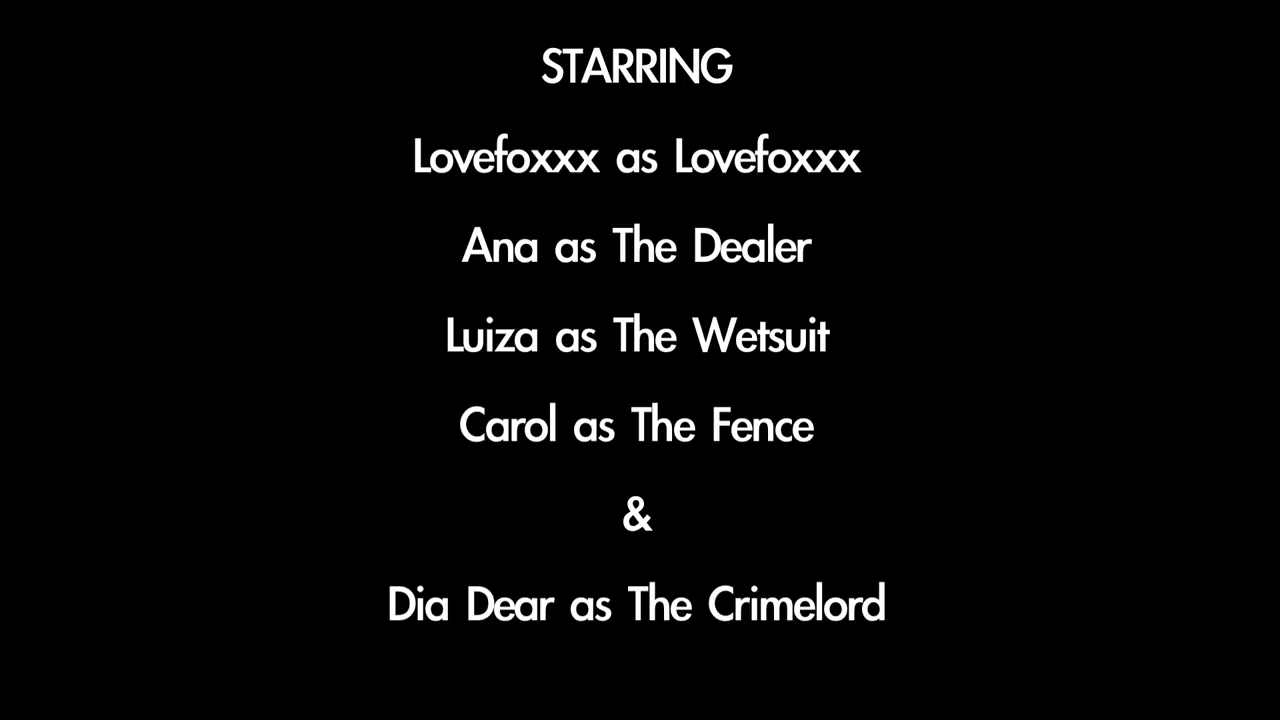 STARRING
Lovefoxxx as Lovefoxxx
Ana as The Dealer
Luiza as The Wetsuit
Carol as The Fence
&
Dia Dear as The Crimelord